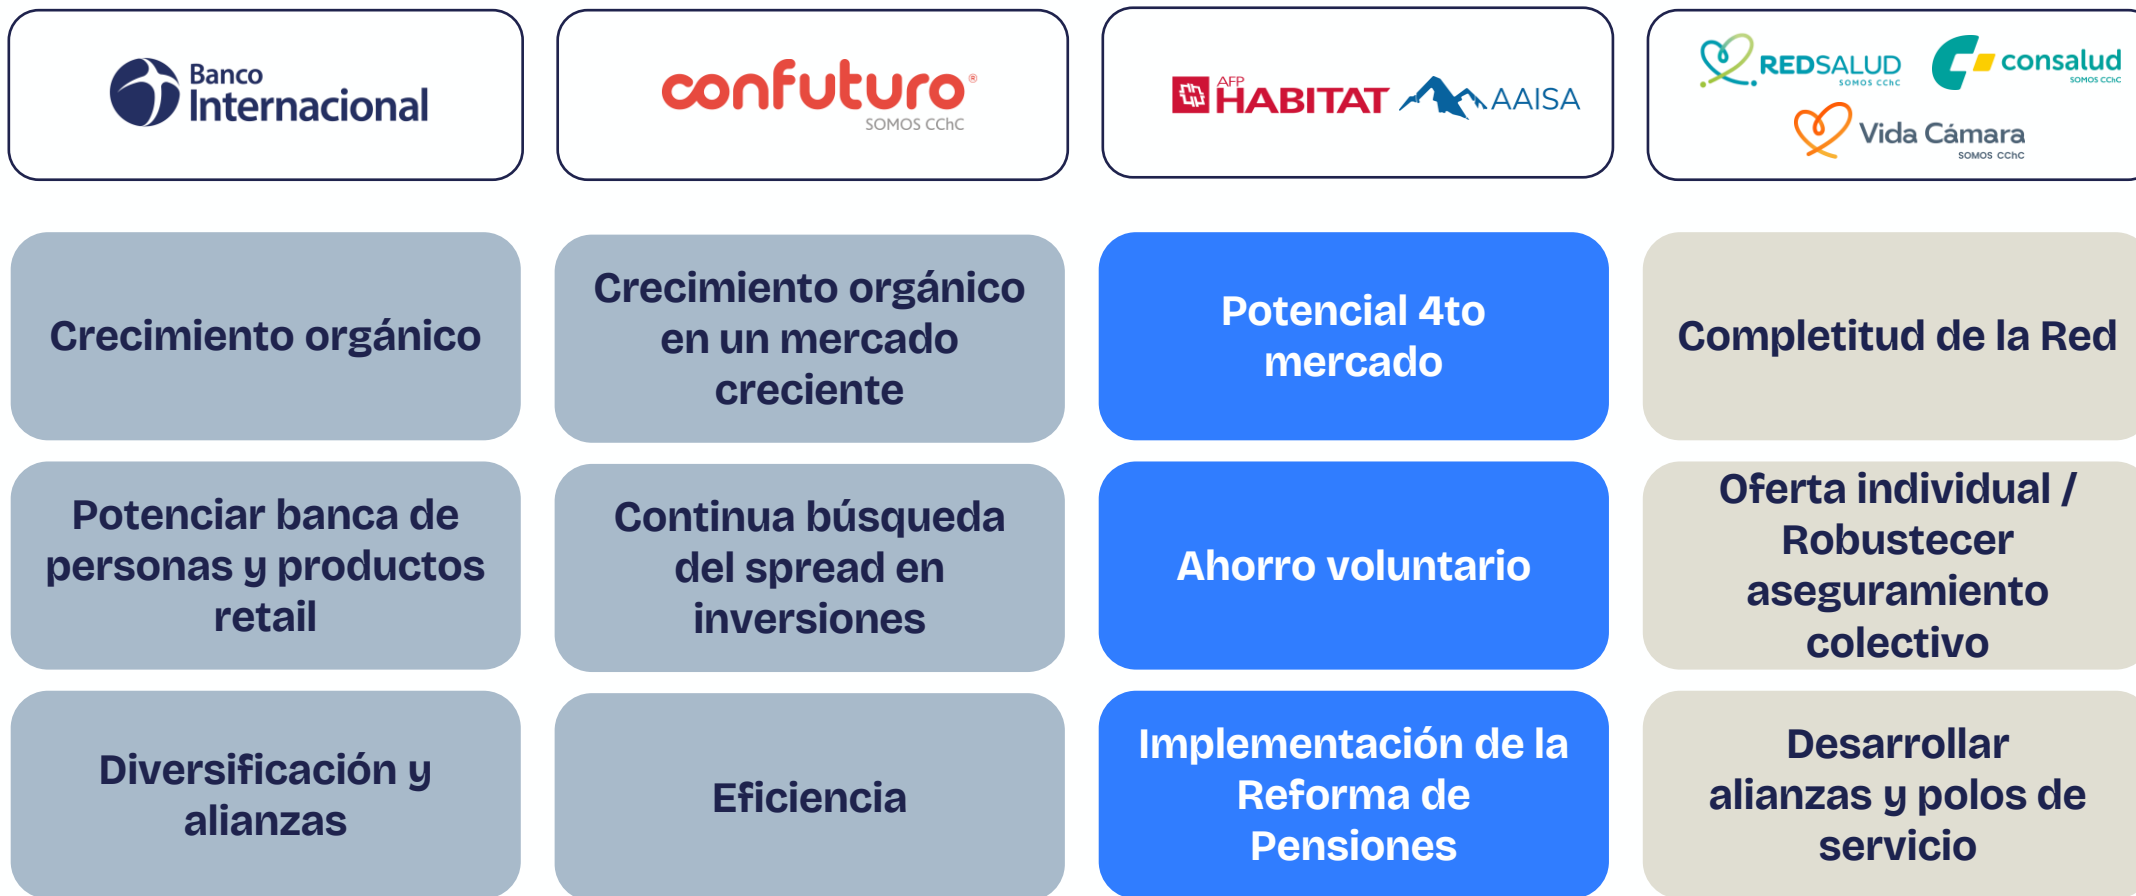 Banco
Internacional
confuturo®
SOMOS CChC
AFP
HABITAT
AAISA
REDSALUD
SOMOS CChC
consalud
SOMOS CChC
Vida Cámara
SOMOS CChC
Crecimiento orgánico
Crecimiento orgánico
en un mercado
creciente
Potencial 4to
mercado
Completitud de la Red
Potenciar banca de
personas y productos
retail
Continua búsqueda
del spread en
inversiones
Ahorro voluntario
Oferta individual /
Robustecer
aseguramiento
colectivo
Diversificación y
alianzas
Eficiencia
Implementación de la
Reforma de
Pensiones
Desarrollar
alianzas y polos de
servicio